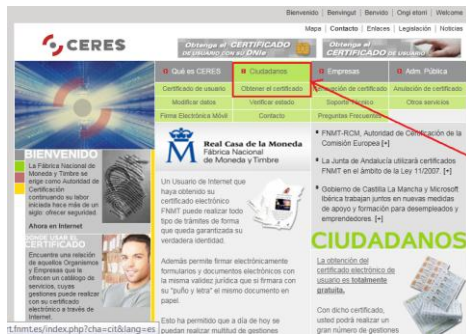 Bienvenido | Benvingut | Benvido | Ongi etorri | Welcome
Mapa | Contacto | Enlaces | Legislación | Noticias
CERES
Obtenga el CERTIFICADO
DE USUARIO CON SU DNIe
Obtenga el
CERTIFICADO
DE USUARIO
Qué es CERES
Ciudadanos
Empresas
Adm. Pública
Certificado de usuario
Obtener el certificado
de certificado
Anulación de certificado
Modificar datos
Verificar estado
Soporte Técnico
Otros servicios
Firma Electrónica Móvil
Contacto
Preguntas Frecuentes
BIENVENIDO
La Fábrica Nacional de
Moneda y Timbre se
erige como Autoridad de
Certificación
continuando su labor
iniciada hace más de un
siglo: ofrecer seguridad.
Ahora en Internet
DONDE USAR EL
CERTIFICADO
Encuentre una relación
de aquellos Organismos
y Empresas que le
ofrecen un catálogo de
servicios, cuyas
gestiones puede realizar
con su certificado
electrónico a través de
Internet.
rt.fnmt.es/index.php?cha=cit&lang=es
Real Casa de la Moneda
Fábrica Nacional
de Moneda y Timbre
Un Usuario de Internet que
haya obtenido su
certificado electrónico
FNMT puede realizar todo
tipo de trámites de forma
que queda garantizada su
verdadera identidad.
Además permite firmar electrónicamente
formularios y documentos electrónicos con
la misma validez jurídica que si firmara con
su "puño y letra" el mismo documento en
papel.
Esto ha permitido que a día de hoy se
puedan realizar multitud de gestiones
FNMT-RCM, Autoridad de Certificación de la
Comisión Europea [+]
La Junta de Andalucía utilizará certificados
FNMT en el ámbito de la Ley 11/2007. [+]
Gobierno de Castilla La Mancha y Microsoft
Ibérica trabajan juntos en nuevas medidas
de apoyo y formación para desempleados y
emprendedores. [+]
CIUDADANOS
La obtención del
certificado electrónico de
usuario es totalmente
gratuita.
Con dicho certificado,
usted podrá realizar un
gran número de gestiones